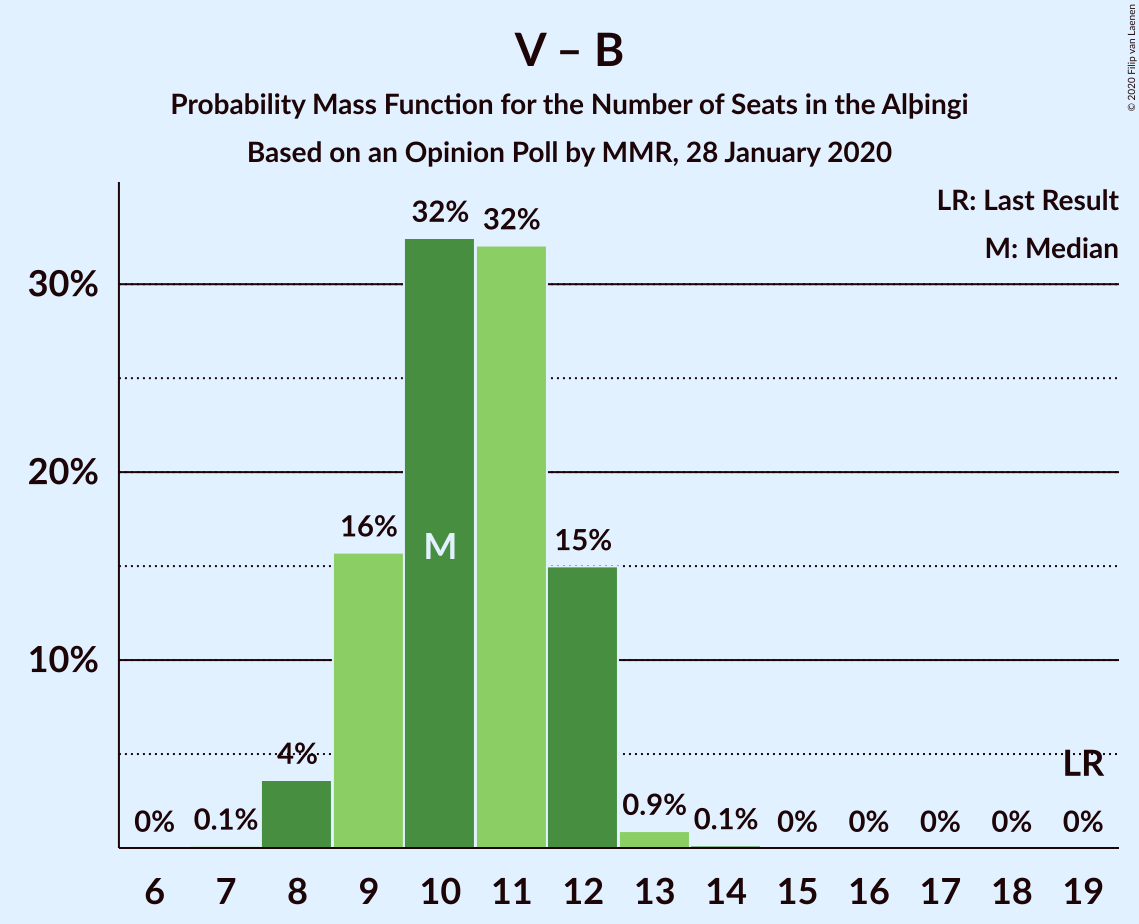 V – B
Probability Mass Function for the Number of Seats in the Alþingi
Based on an Opinion Poll by MMR, 28 January 2020
© 2020 Filip van Laenen
LR: Last Result
M: Median
30%
20%
10%
0%
0.1%
4%
16%
32%
32%
15%
0.9%
0.1%
0%
0%
0%
0%
0%
M
LR
6 7 8 9 10 11 12 13 14 15 16 17 18 19